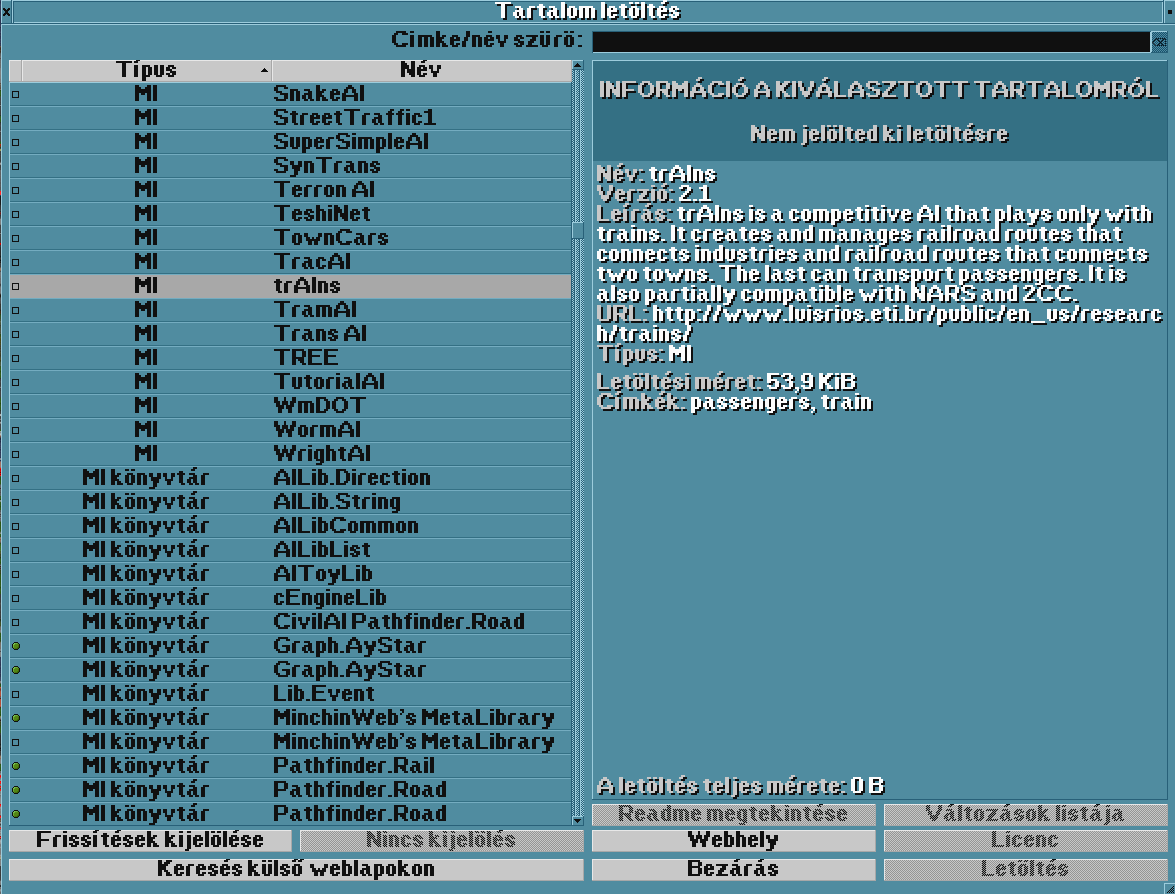 Tartalom letöltés
Cimke/név szűrő:
Típus Név
MI SnakeAI
MI StreetTraffic1
MI SuperSimpleAI
MI SynTrans
MI Terron AI
MI TeshiNet
MI TownCars
MI TracAI
MI trAIns
MI TramAI
MI Trans AI
MI TREE
MI TutorialAI
MI WmDOT
MI WormAI
MI WrightAI
MI könyvtár AILib.Direction
MI könyvtár AILib.String
MI könyvtár AILibCommon
MI könyvtár AILibList
MI könyvtár AIToyLib
MI könyvtár cEngineLib
MI könyvtár CivilAI Pathfinder.Road
MI könyvtár Graph.AyStar
MI könyvtár Graph.AyStar
MI könyvtár Lib.Event
MI könyvtár MinchinWeb's MetaLibrary
MI könyvtár MinchinWeb's MetaLibrary
MI könyvtár Pathfinder.Rail
MI könyvtár Pathfinder.Road
MI könyvtár Pathfinder.Road
INFORMÁCIÓ A KIVÁLASZTOTT TARTALOMRÓL
Nem jelölted ki letöltésre
Név: trAIns
Verzió: 2.1
Leírás: trAIns is a competitive AI that plays only with
trains. It creates and manages railroad routes that
connects industries and railroad routes that connects
two towns. The last can transport passengers. It is
also partially compatible with NARS and 2CC.
URL: http://www.luisrios.eti.br/public/en_us/researc
h/trains/
Típus: MI
Letöltési méret: 53,9 KiB
Címkék: passengers, train
A letöltés teljes mérete: 0 B
Readme megtekintése Változások listája
Frissítések kijelölése Nincs kijelölés Webhely Licenc
Keresés külső weblapokon Bezárás Letöltés